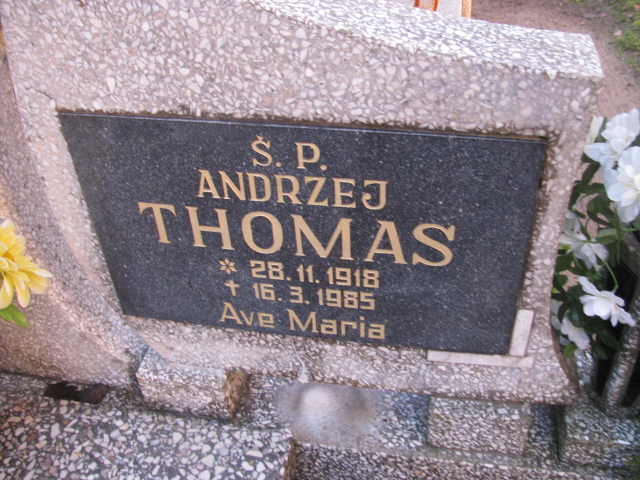 Š. P.
ANDRZEJ
THOMAS
* 28. 11. 1918
† 16. 3. 1985
Ave Maria